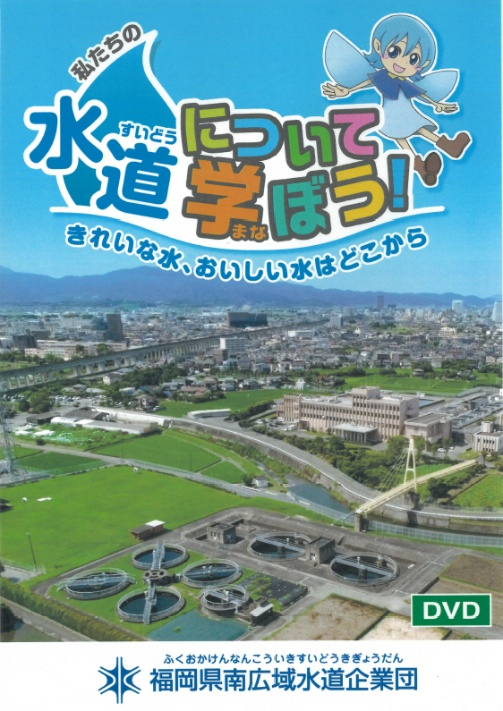 私たちの
水道について
すいどう
学ぼう！
まな
きれいな水、おいしい水はどこから
DVD
ふくおかけんなんこういきすいどうきぎょうだん
福岡県南広域水道企業団